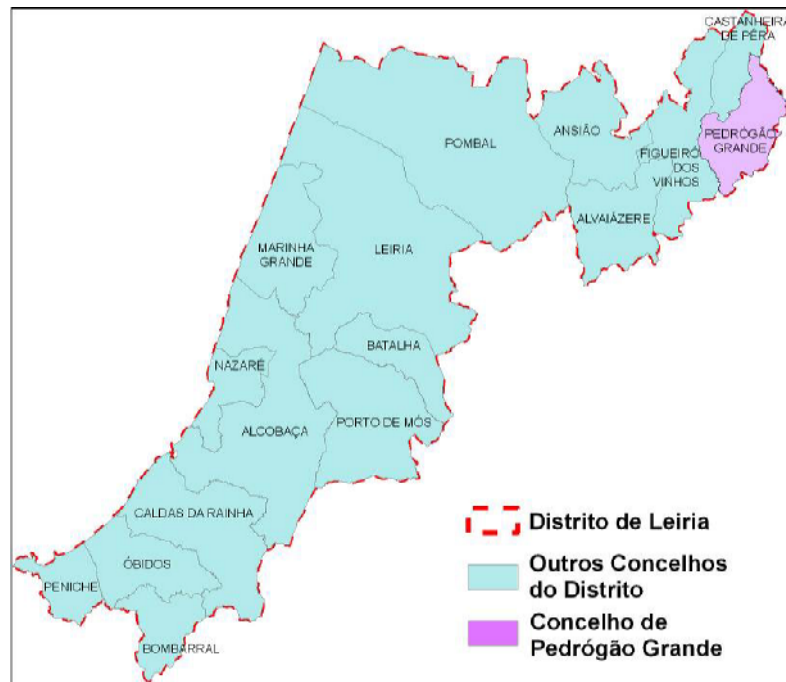 CASTANHEIRA
DE PÊRA
PEDRÓGÃO
GRANDE
ANSIÃO
POMBAL
FIGUEIRÓ
DOS
VINHOS
ALVAIÁZERE
MARINHA
GRANDE
LEIRIA
BATALHA
NAZARÉ
PORTO DE MÓS
ALCOBAÇA
CALDAS DA RAINHA
ÓBIDOS
PENICHE
BOMBARRAL
Distrito de Leiria
Outros Concelhos
do Distrito
Concelho de
Pedrógão Grande